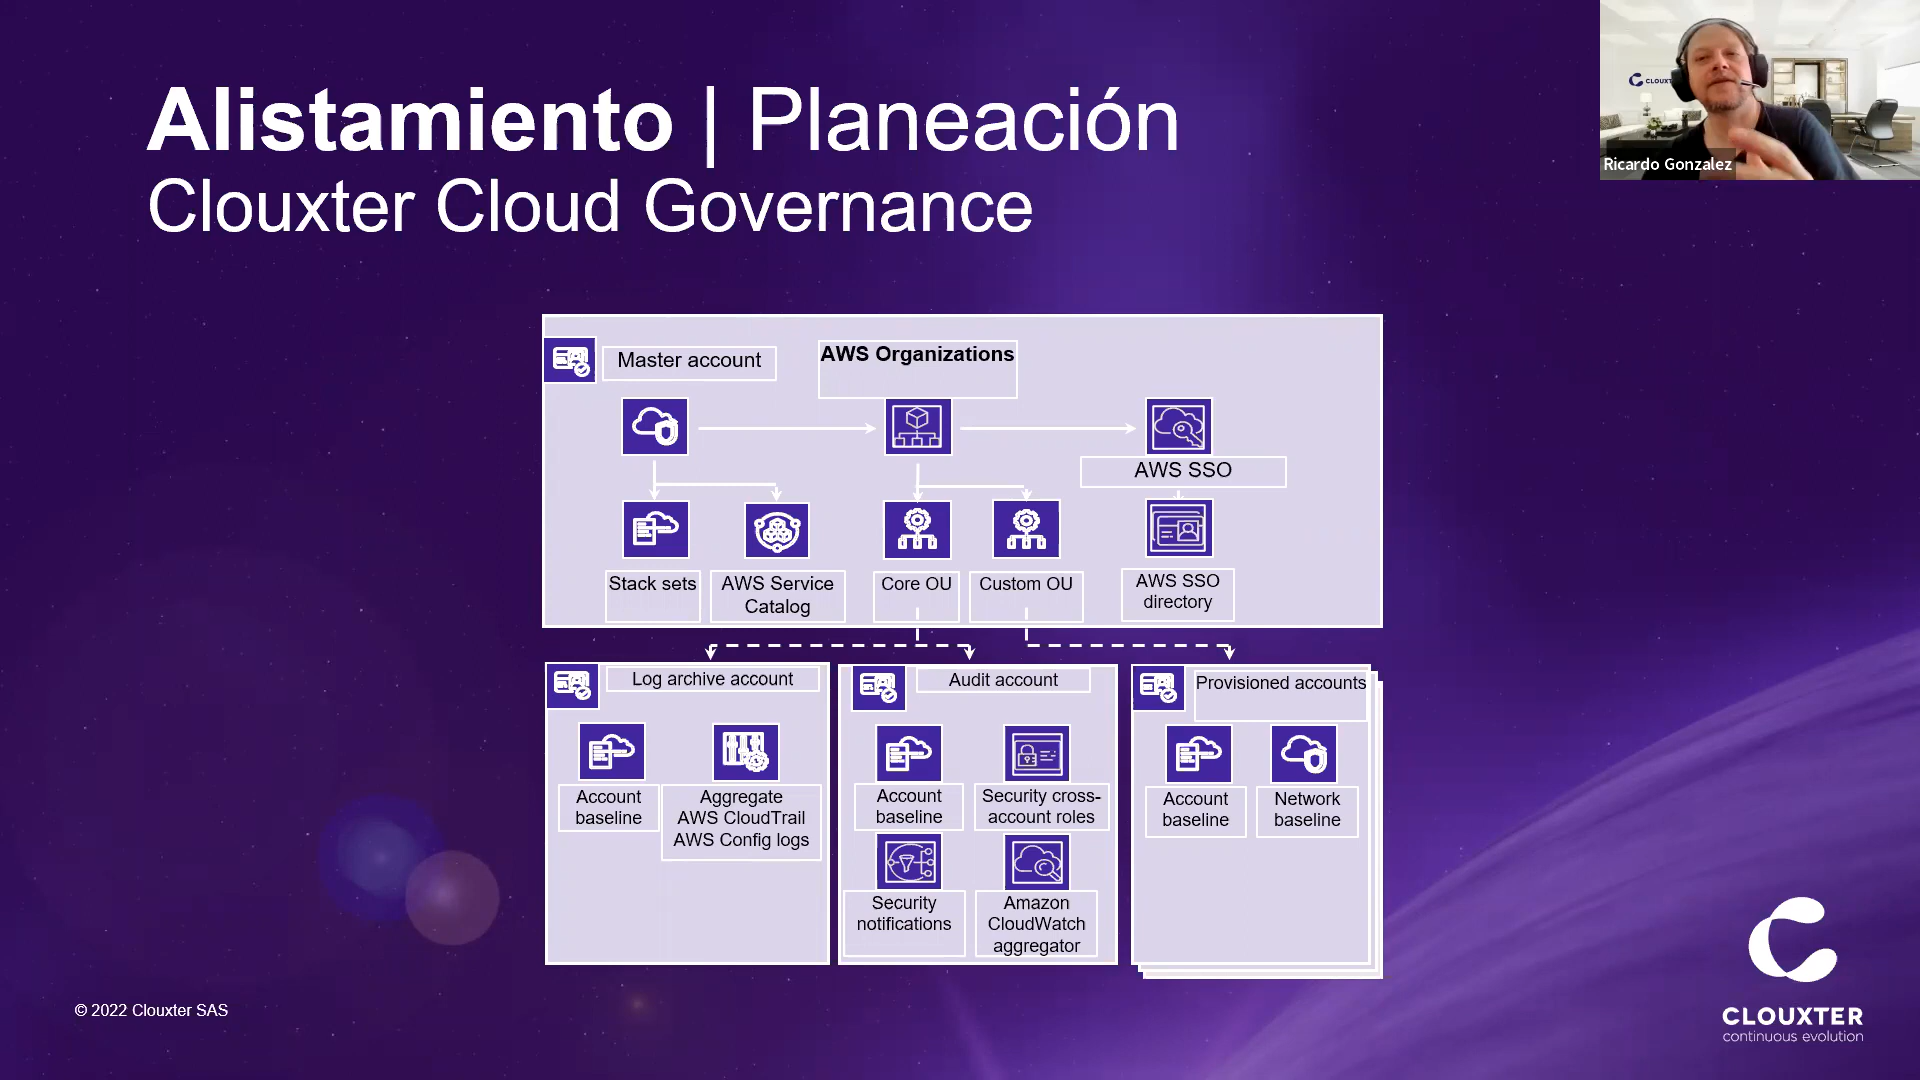 Alistamiento | Planeación
Clouxter Cloud Governance
Ricardo Gonzalez
Master account
AWS Organizations
AWS SSO
Stack sets
AWS Service
Catalog
Core OU
Custom OU
AWS SSO
directory
Log archive account
Audit account
Provisioned accounts
Account
baseline
Aggregate
AWS CloudTrail
AWS Config logs
Account
baseline
Security cross-
account roles
Security
notifications
Amazon
CloudWatch
aggregator
Account
baseline
Network
baseline
© 2022 Clouxter SAS
CLOUXTER
continuous evolution